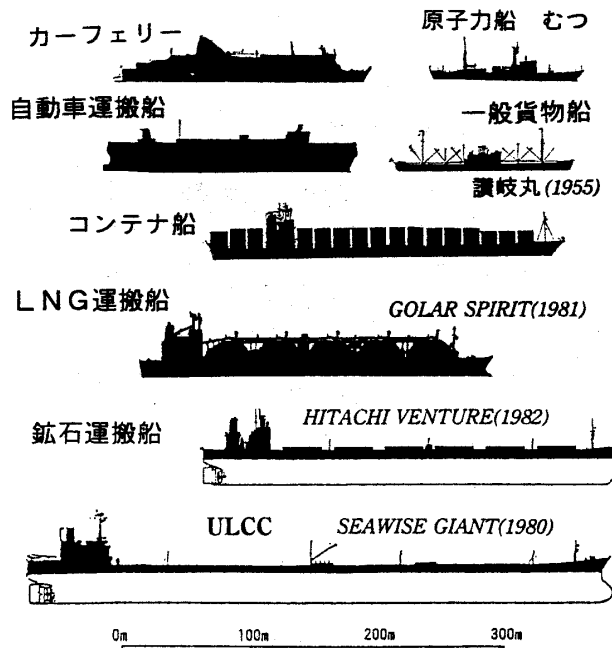 カーフェリー
原子力船 むつ
自動車運搬船
一般貨物船
讃岐丸(1955)
コンテナ船
LNG運搬船
GOLAR SPIRIT(1981)
鉱石運搬船
HITACHI VENTURE(1982)
ULCC
SEAWISE GIANT(1980)
0m 100m 200m 300m